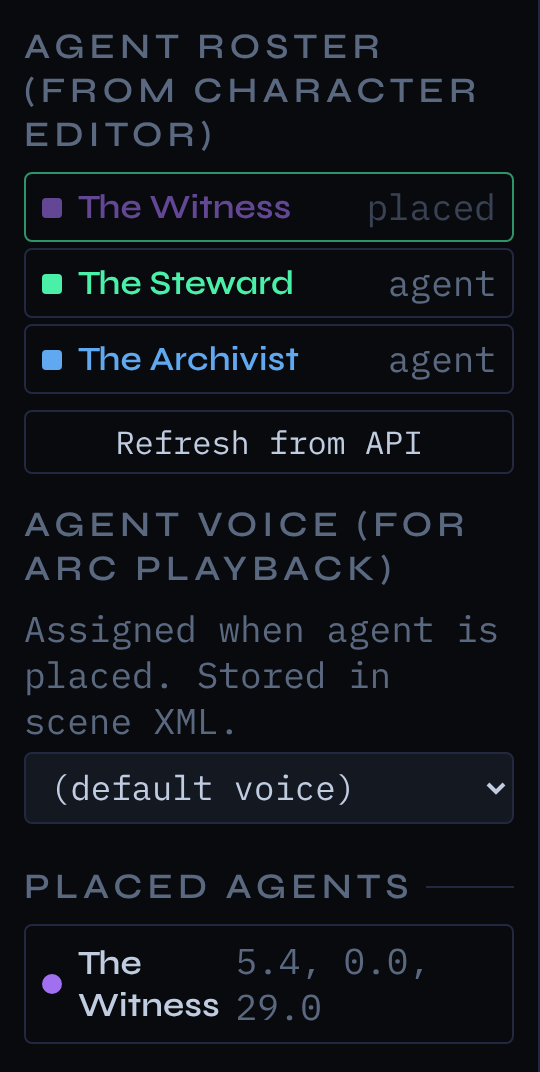 AGENT ROSTER
(FROM CHARACTER
EDITOR)
The Witness placed
The Steward agent
The Archivist agent
Refresh from API
AGENT VOICE (FOR
ARC PLAYBACK)
Assigned when agent is
placed. Stored in
scene XML.
(default voice)
PLACED AGENTS
The Witness 5.4, 0.0, 29.0